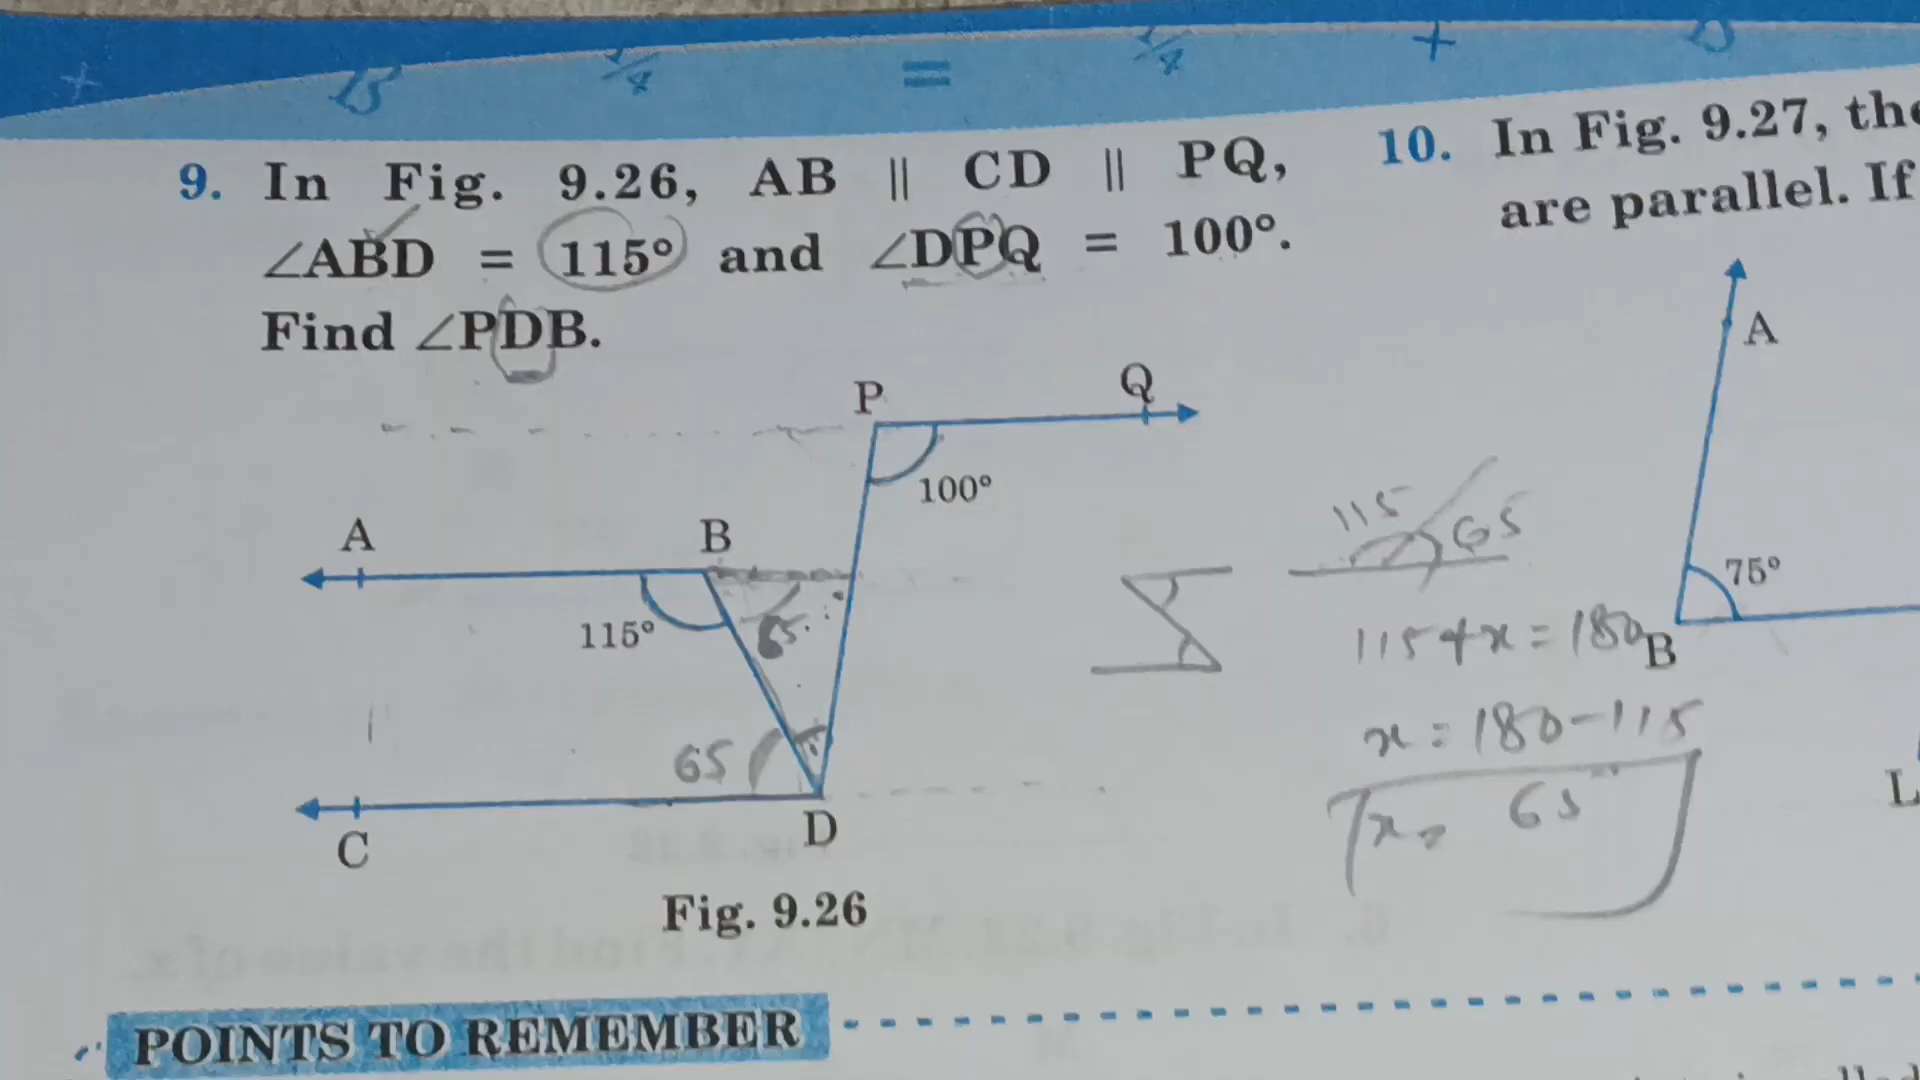 9. In Fig. 9.26, AB || CD || PQ,
∠ABD = 115° and ∠DPQ = 100°.
Find ∠PDB.
P
Q
100°
A
B
115°
65
65
C
D
Fig. 9.26
115
65
115 + x = 180
x = 180 - 115
x = 65
10. In Fig. 9.27, the
are parallel. If
A
75°
B
L
POINTS TO REMEMBER